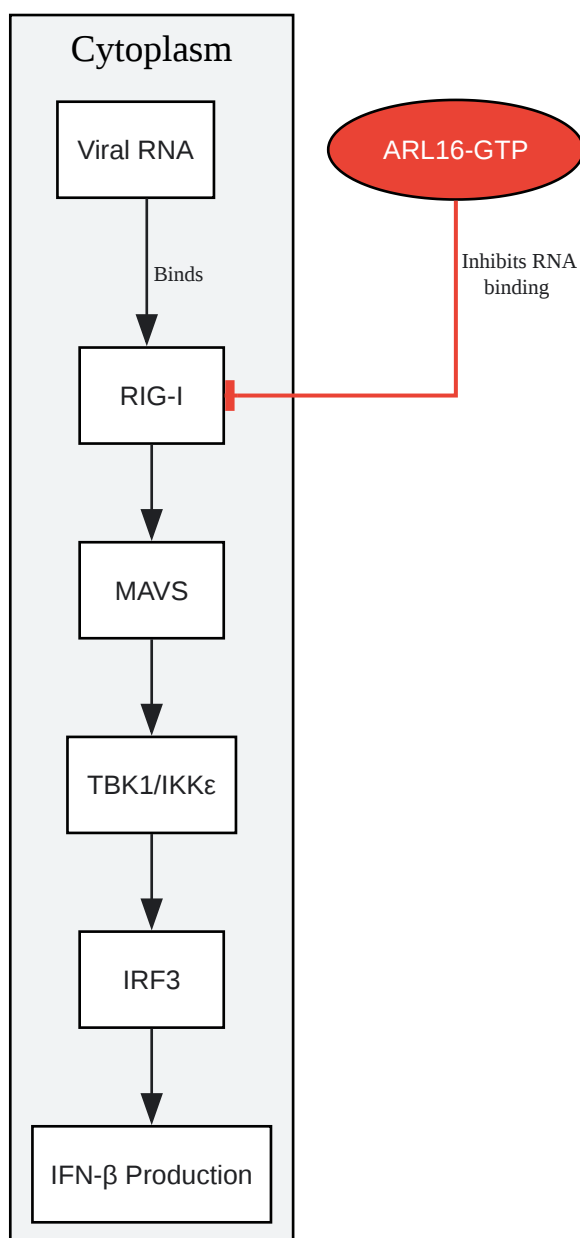 Cytoplasm
Viral RNA
ARL16-GTP
Binds
Inhibits RNA
binding
RIG-I
MAVS
TBK1/IKKε
IRF3
IFN-β Production